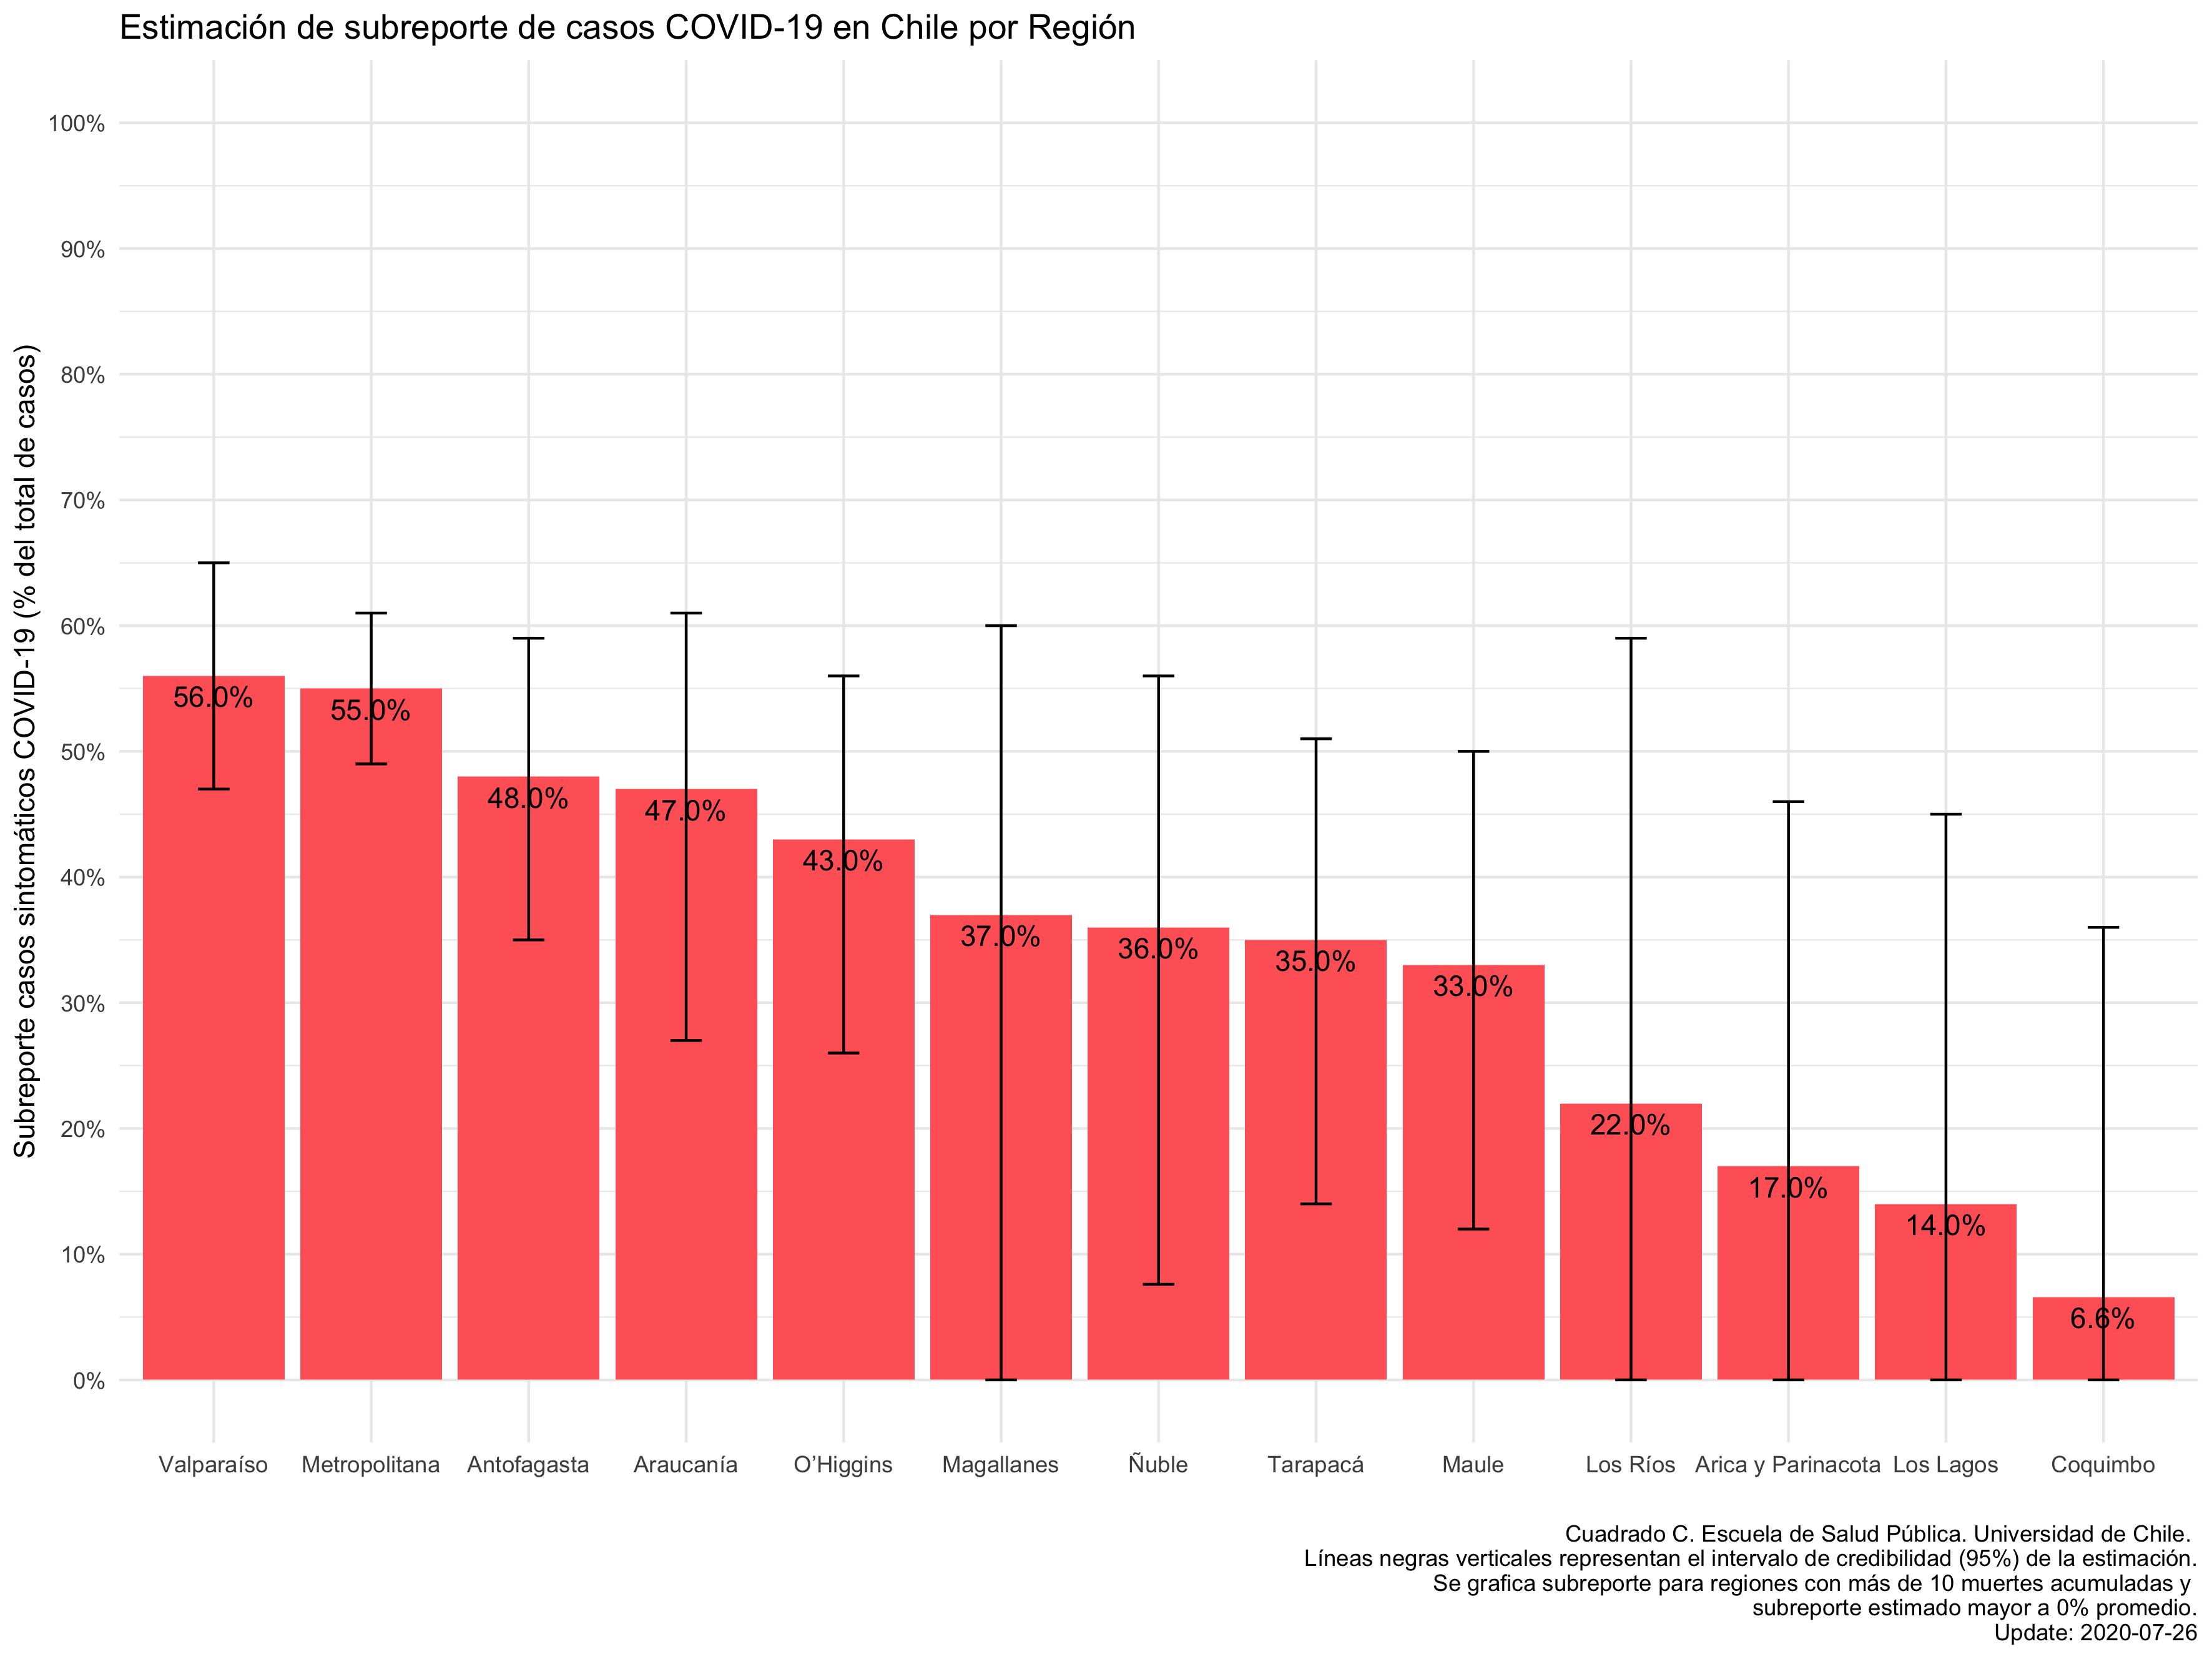 Estimación de subreporte de casos COVID-19 en Chile por Región
Subreporte casos sintomáticos COVID-19 (% del total de casos)
100%
90%
80%
70%
60%
50%
40%
30%
20%
10%
0%
56.0%
55.0%
48.0%
47.0%
43.0%
37.0%
36.0%
35.0%
33.0%
22.0%
17.0%
14.0%
6.6%
Valparaíso
Metropolitana
Antofagasta
Araucanía
O’Higgins
Magallanes
Ñuble
Tarapacá
Maule
Los Ríos
Arica y Parinacota
Los Lagos
Coquimbo
Cuadrado C. Escuela de Salud Pública. Universidad de Chile.
Líneas negras verticales representan el intervalo de credibilidad (95%) de la estimación.
Se grafica subreporte para regiones con más de 10 muertes acumuladas y
subreporte estimado mayor a 0% promedio.
Update: 2020-07-26